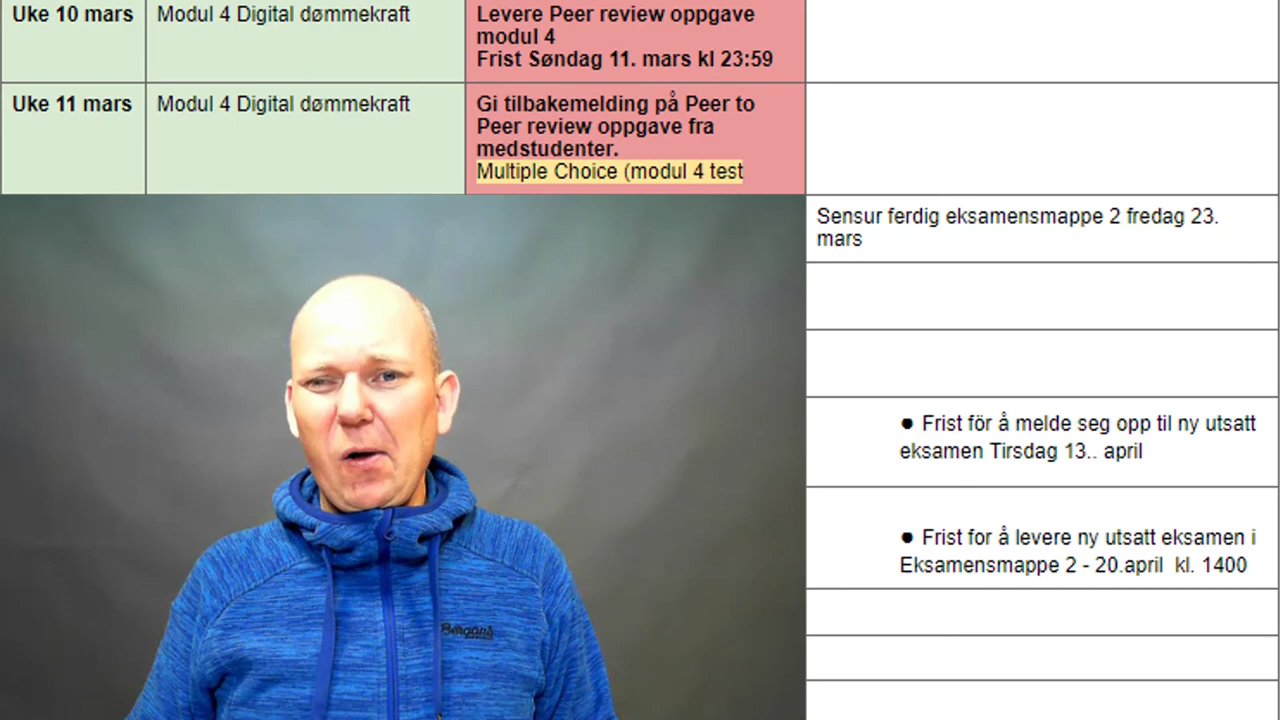 Uke 10 mars
Modul 4 Digital dømmekraft
Levere Peer review oppgave
modul 4
Frist Søndag 11. mars kl 23:59
Uke 11 mars
Modul 4 Digital dømmekraft
Gi tilbakemelding på Peer to
Peer review oppgave fra
medstudenter.
Multiple Choice (modul 4 test
Sensur ferdig eksamensmappe 2 fredag 23.
mars
● Frist för å melde seg opp til ny utsatt
eksamen Tirsdag 13.. april
● Frist for å levere ny utsatt eksamen i
Eksamensmappe 2 - 20.april kl. 1400
Bergans